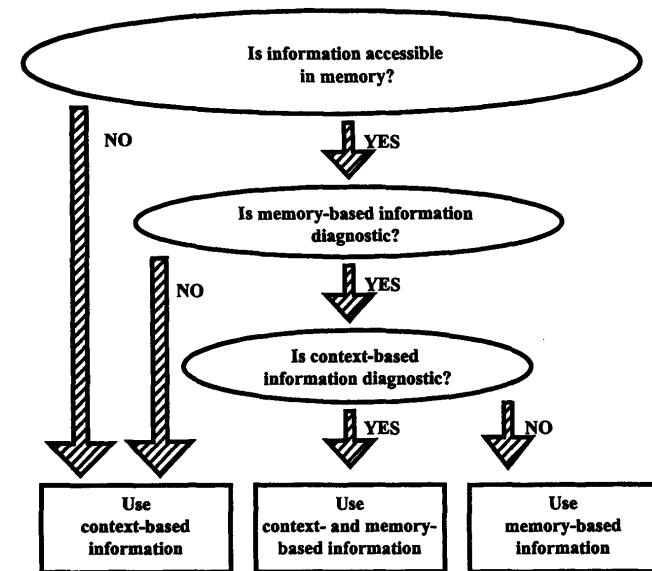 Is information accessible
in memory?
NO
YES
Is memory-based information
diagnostic?
NO
YES
Is context-based
information diagnostic?
YES
NO
Use
context-based
information
Use
context- and memory-
based information
Use
memory-based
information